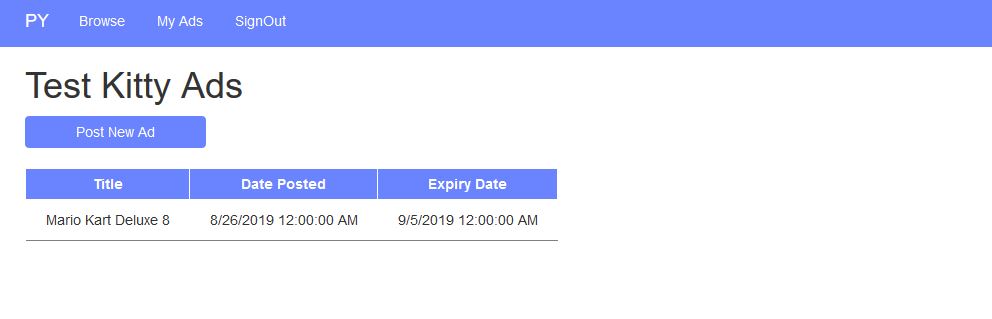 PY Browse My Ads SignOut
Test Kitty Ads
Post New Ad
Title Date Posted Expiry Date
Mario Kart Deluxe 8 8/26/2019 12:00:00 AM 9/5/2019 12:00:00 AM